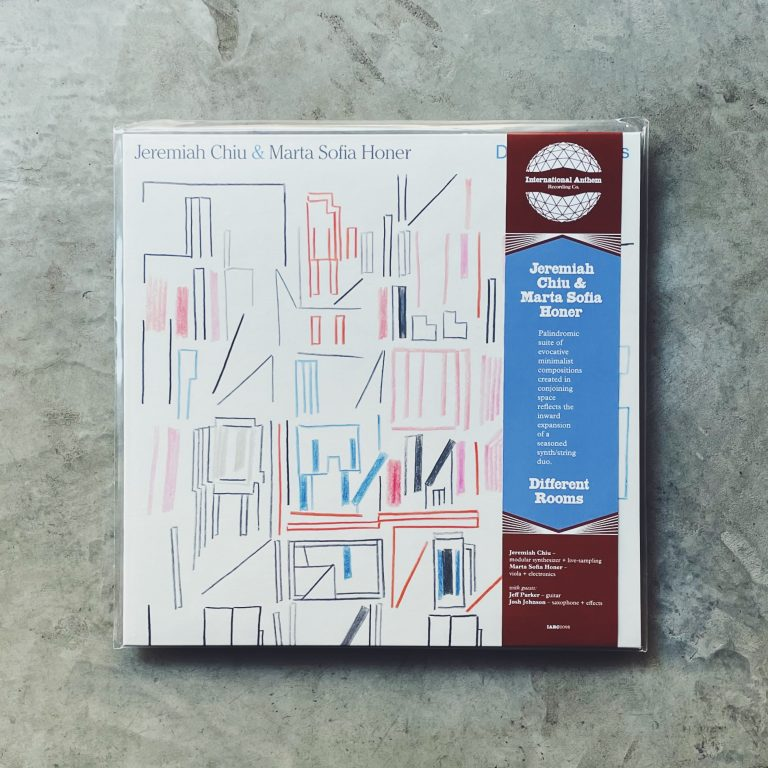 Jeremiah Chiu & Marta Sofia Honer
D s
International Anthem
Recording Co.
Jeremiah
Chiu &
Marta Sofia
Honer
Palindromic
suite of
evocative
minimalist
compositions
created in
conjoining
space
reflects the
inward
expansion
of a
seasoned
synth/string
duo.
Different
Rooms
Jeremiah Chiu –
modular synthesizer + live-sampling
Marta Sofia Honer –
viola + electronics
with guests:
Jeff Parker – guitar
Josh Johnson – saxophone + effects